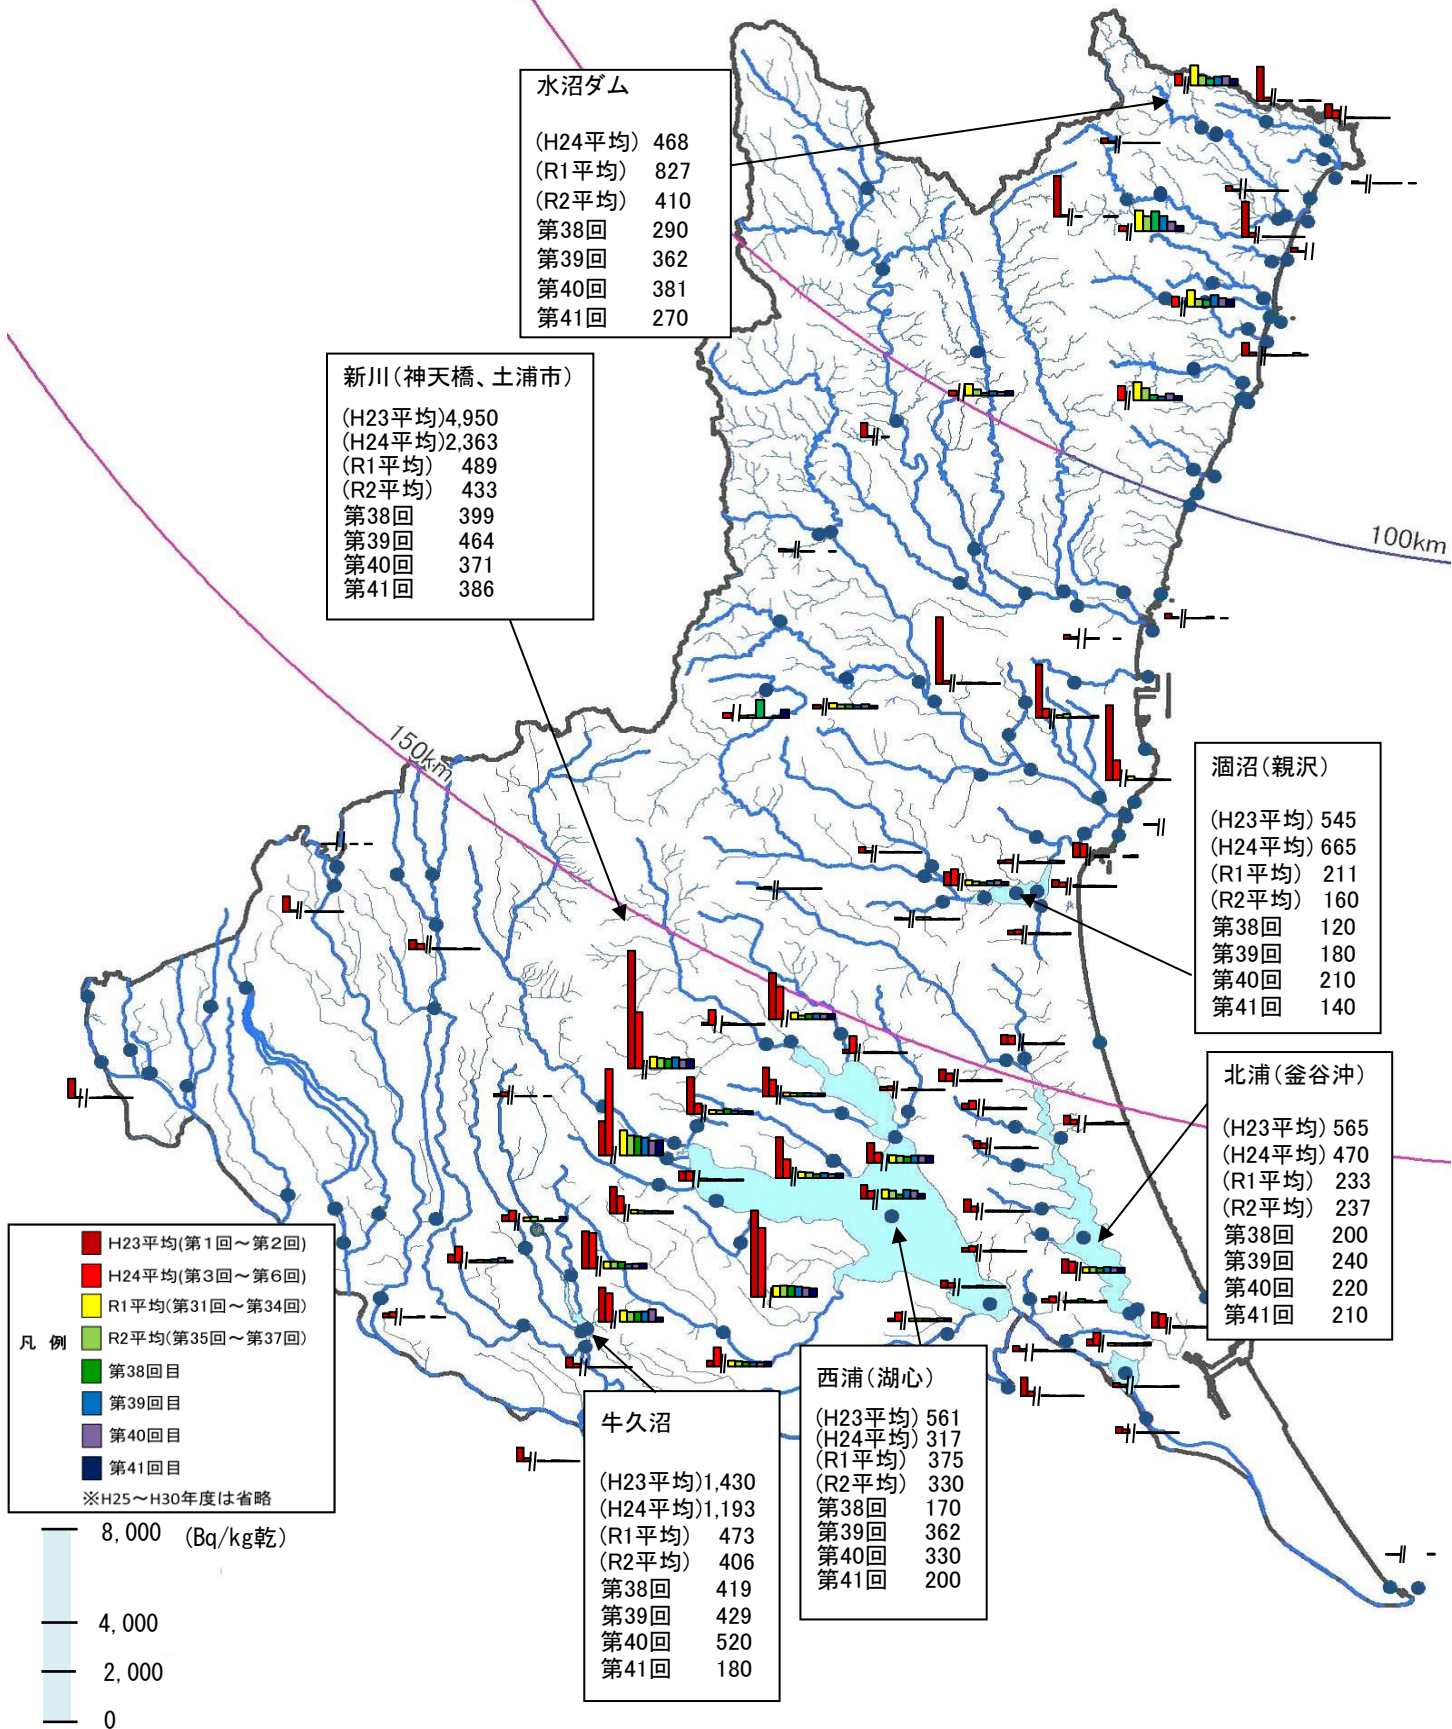 水沼ダム
(H24平均) 468
(R1平均) 827
(R2平均) 410
第38回 290
第39回 362
第40回 381
第41回 270
新川(神天橋、土浦市)
(H23平均)4,950
(H24平均)2,363
(R1平均) 489
(R2平均) 433
第38回 399
第39回 464
第40回 371
第41回 386
100km
150km
涸沼(親沢)
(H23平均) 545
(H24平均) 665
(R1平均) 211
(R2平均) 160
第38回 120
第39回 180
第40回 210
第41回 140
北浦(釜谷沖)
(H23平均) 565
(H24平均) 470
(R1平均) 233
(R2平均) 237
第38回 200
第39回 240
第40回 220
第41回 210
凡 例
H23平均(第1回～第2回)
H24平均(第3回～第6回)
R1平均(第31回～第34回)
R2平均(第35回～第37回)
第38回目
第39回目
第40回目
第41回目
※H25～H30年度は省略
西浦(湖心)
(H23平均) 561
(H24平均) 317
(R1平均) 375
(R2平均) 330
第38回 170
第39回 362
第40回 330
第41回 200
牛久沼
(H23平均)1,430
(H24平均)1,193
(R1平均) 473
(R2平均) 406
第38回 419
第39回 429
第40回 520
第41回 180
8,000 (Bq/kg乾)
4,000
2,000
0